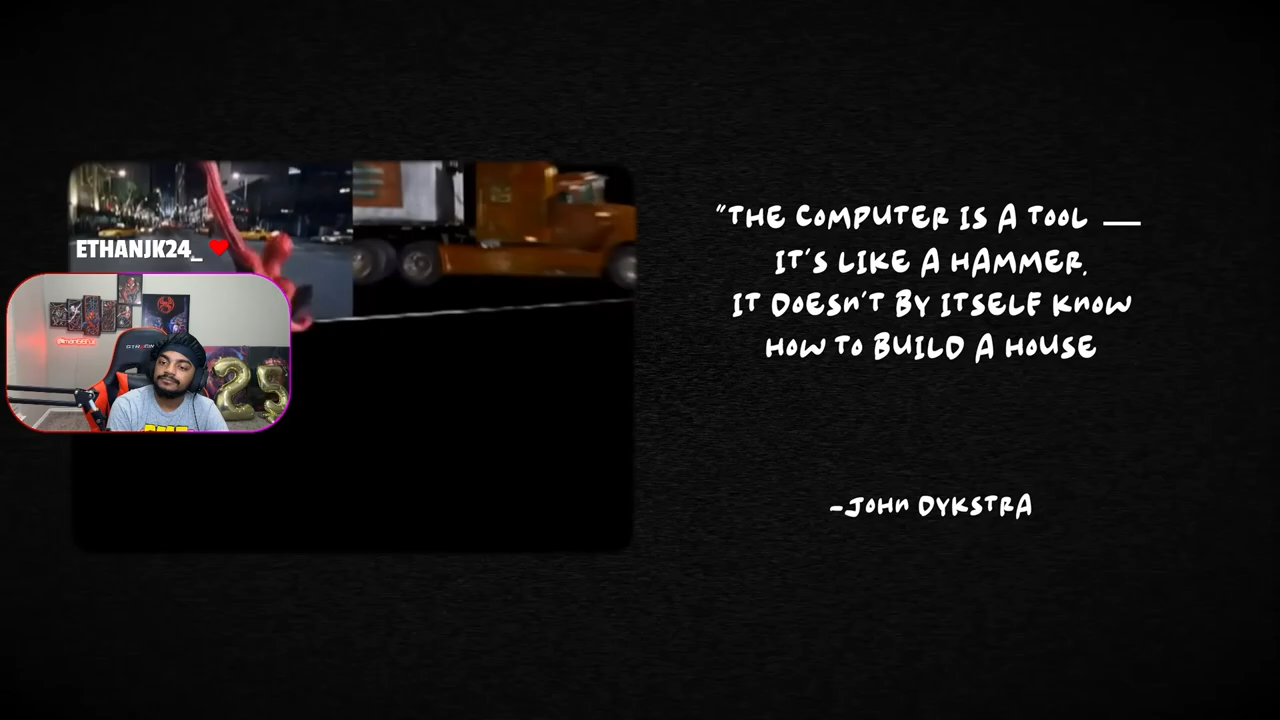 "THE COMPUTER IS A TOOL —
IT'S LIKE A HAMMER.
IT DOESN'T BY ITSELF KNOW
HOW TO BUILD A HOUSE
-JOHN DYKSTRA
ETHANJK24_
25